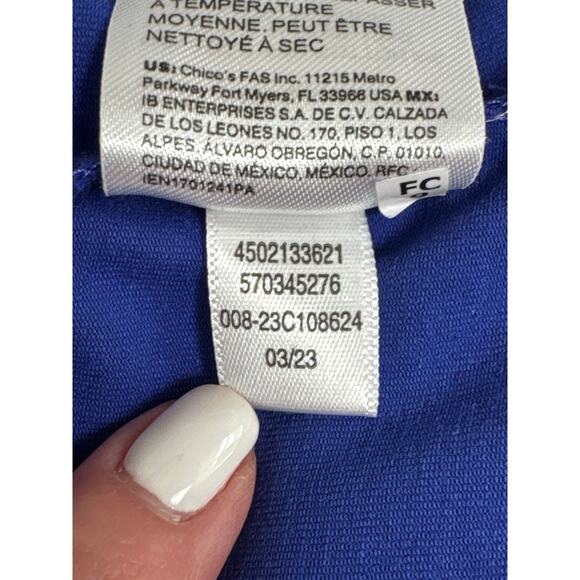 À TEMPÉRATURE
MOYENNE. PEUT ÊTRE
NETTOYÉ À SEC
US: Chico's FAS Inc. 11215 Metro
Parkway Fort Myers, FL 33966 USA MX:
IB ENTERPRISES S.A. DE C.V. CALZADA
DE LOS LEONES NO. 170, PISO 1, LOS
ALPES, ÁLVARO OBREGÓN, C.P. 01010,
CIUDAD DE MÉXICO, MÉXICO. RFC
IEN1701241PA
FC
4502133621
570345276
008-23C108624
03/23